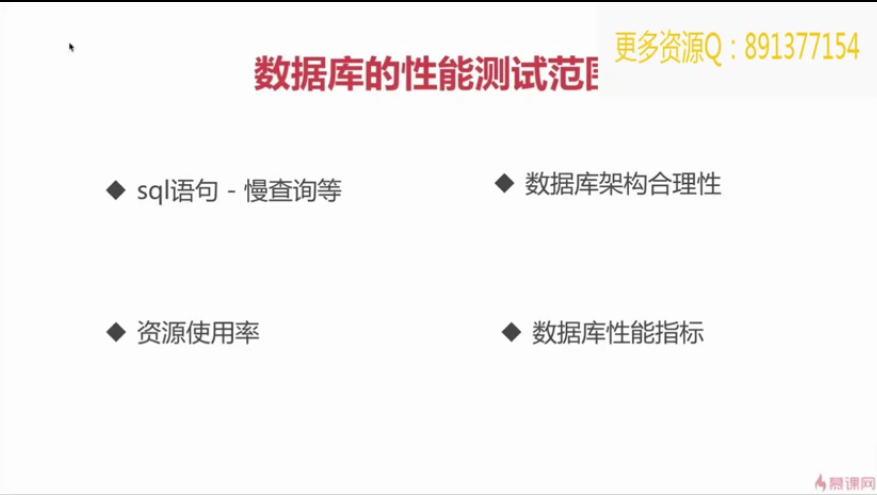 更多资源Q：891377154
数据库的性能测试范
◆ sql语句 - 慢查询等
◆ 数据库架构合理性
◆ 资源使用率
◆ 数据库性能指标
慕课网